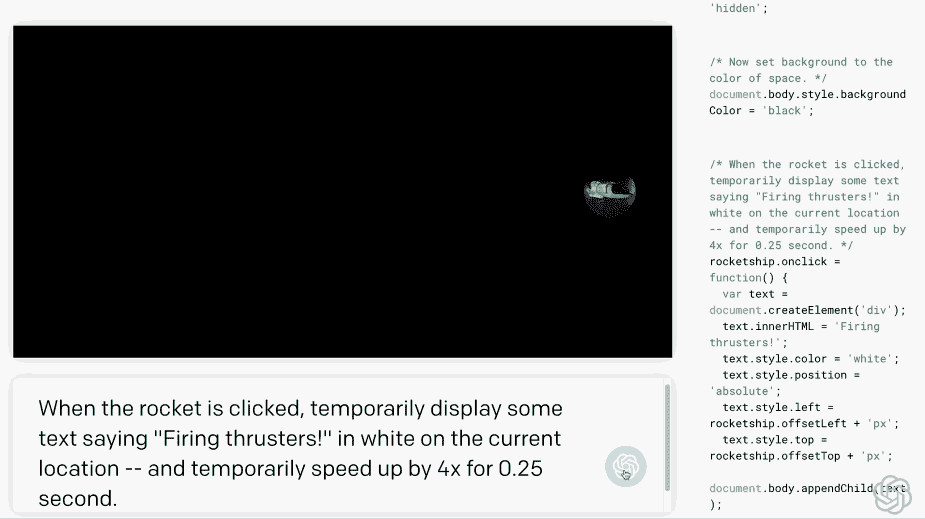 'hidden';
/* Now set background to the
color of space. */
document.body.style.background
Color = 'black';
/* When the rocket is clicked,
temporarily display some text
saying "Firing thrusters!" in
white on the current location
-- and temporarily speed up by
4x for 0.25 second. */
rocketship.onclick =
function() {
var text =
document.createElement('div');
text.innerHTML = 'Firing
thrusters!';
text.style.color = 'white';
text.style.position =
'absolute';
text.style.left =
rocketship.offsetLeft + 'px';
text.style.top =
rocketship.offsetTop + 'px';
document.body.appendChild(text
);
When the rocket is clicked, temporarily display some
text saying "Firing thrusters!" in white on the current
location -- and temporarily speed up by 4x for 0.25
second.